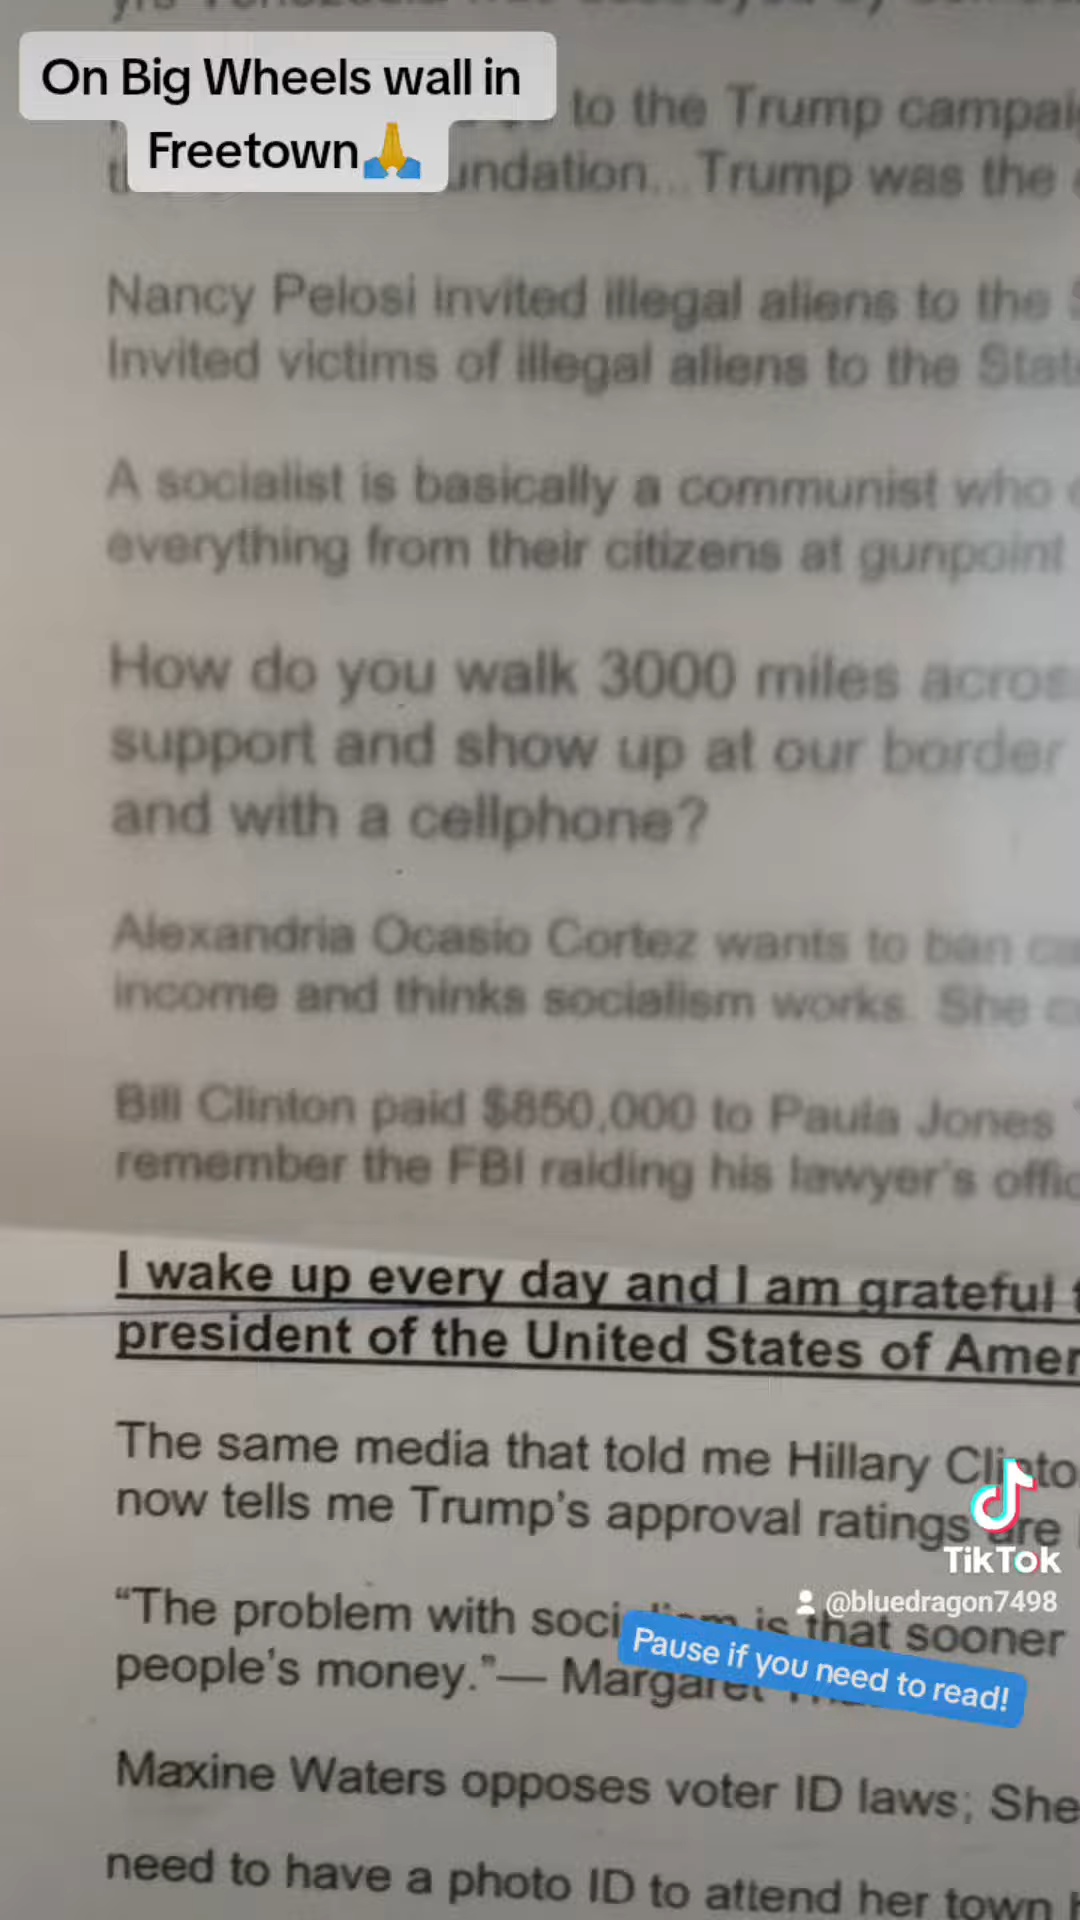 On Big Wheels wall in
Freetown🙏
to the Trump
Trump was the
Nancy Pelosi invited illegal aliens to the
Invited victims of illegal aliens to the
A socialist is basically a communist who
everything from their citizens at gunpoint
How do you walk 3000 miles
support and show up at our border
and with a cellphone?
Alexandria Ocasio Cortez wants to ban
income and thinks socialism works. She
Bill Clinton paid $850,000 to Paula Jones
remember the FBI raiding his lawyer's
I wake up every day and I am grateful
president of the United States of
The same media that told me Hillary
now tells me Trump's approval ratings are
TikTok
@bluedragon7498
“The problem with socialism is that sooner
people's money.”— Margaret
Pause if you need to read!
Maxine Waters opposes voter ID laws; She
need to have a photo ID to attend her town